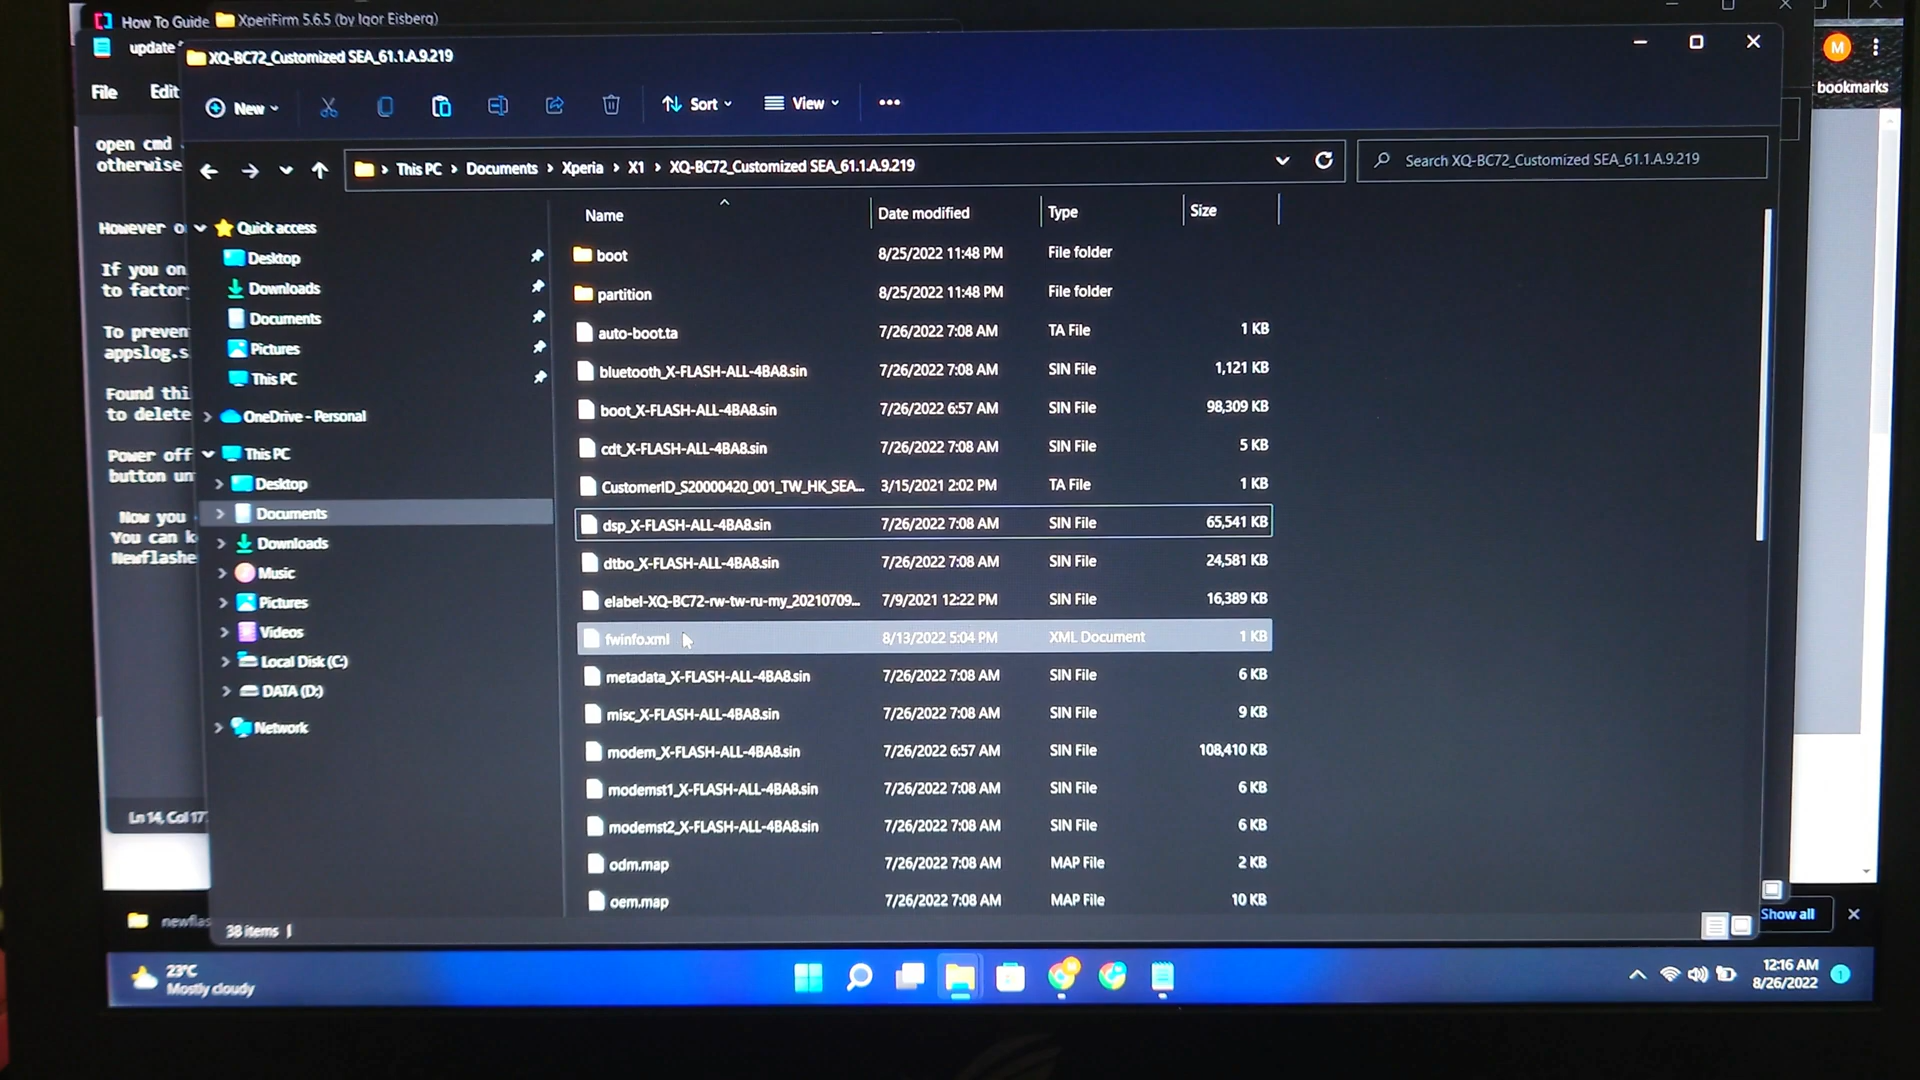 How To Guide
XperiFirm 5.6.5 (by Igor Eisberg)
update
XQ-BC72_Customized SEA_61.1.A.9.219
M
File Edit
New
Sort
View
bookmarks
open cmd
otherwise
This PC > Documents > Xperia > X1 > XQ-BC72_Customized SEA_61.1.A.9.219
Search XQ-BC72_Customized SEA_61.1.A.9.219
However o
If you on
to factor
To preven
appslog.s
Found thi
to delete
Power off
button un
Now you
You can k
Newflashe
Ln 14, Col 17
Quick access
Desktop
Downloads
Documents
Pictures
This PC
OneDrive - Personal
This PC
Desktop
Documents
Downloads
Music
Pictures
Videos
Local Disk (C:)
DATA (D:)
Network
Name Date modified Type Size
boot 8/25/2022 11:48 PM File folder
partition 8/25/2022 11:48 PM File folder
auto-boot.ta 7/26/2022 7:08 AM TA File 1 KB
bluetooth_X-FLASH-ALL-4BA8.sin 7/26/2022 7:08 AM SIN File 1,121 KB
boot_X-FLASH-ALL-4BA8.sin 7/26/2022 6:57 AM SIN File 98,309 KB
cdt_X-FLASH-ALL-4BA8.sin 7/26/2022 7:08 AM SIN File 5 KB
CustomerID_S20000420_001_TW_HK_SEA... 3/15/2021 2:02 PM TA File 1 KB
dsp_X-FLASH-ALL-4BA8.sin 7/26/2022 7:08 AM SIN File 65,541 KB
dtbo_X-FLASH-ALL-4BA8.sin 7/26/2022 7:08 AM SIN File 24,581 KB
elabel-XQ-BC72-rw-tw-ru-my_20210709... 7/9/2021 12:22 PM SIN File 16,389 KB
fwinfo.xml 8/13/2022 5:04 PM XML Document 1 KB
metadata_X-FLASH-ALL-4BA8.sin 7/26/2022 7:08 AM SIN File 6 KB
misc_X-FLASH-ALL-4BA8.sin 7/26/2022 7:08 AM SIN File 9 KB
modem_X-FLASH-ALL-4BA8.sin 7/26/2022 6:57 AM SIN File 108,410 KB
modemst1_X-FLASH-ALL-4BA8.sin 7/26/2022 7:08 AM SIN File 6 KB
modemst2_X-FLASH-ALL-4BA8.sin 7/26/2022 7:08 AM SIN File 6 KB
odm.map 7/26/2022 7:08 AM MAP File 2 KB
oem.map 7/26/2022 7:08 AM MAP File 10 KB
newflas
38 items
Show all
23°C
Mostly cloudy
12:16 AM
8/26/2022
1